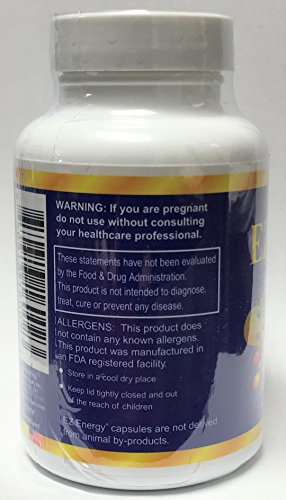 WARNING: If you are pregnant
do not use without consulting
your healthcare professional.
These statements have not been evaluated
by the Food & Drug Administration.
This product is not intended to diagnose,
treat, cure or prevent any disease.
ALLERGENS: This product does
not contain any known allergens.
This product was manufactured in
an FDA registered facility.
• Store in a cool dry place
• Keep lid tightly closed and out
of the reach of children
EZ Energy* capsules are not derived
from animal by-products.
E